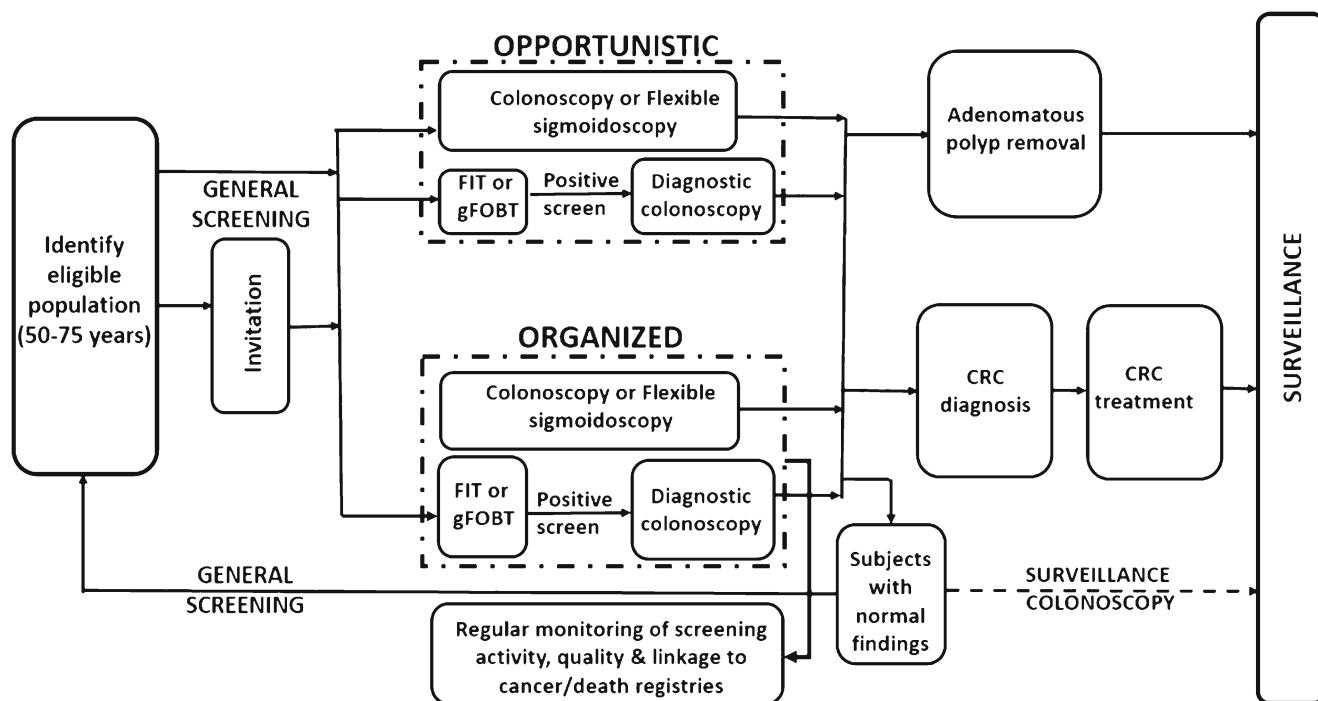 OPPORTUNISTIC
Colonoscopy or Flexible
sigmoidoscopy
FIT or
gFOBT
Positive
screen
Diagnostic
colonoscopy
Adenomatous
polyp removal
GENERAL
SCREENING
Identify
eligible
population
(50-75 years)
Invitation
ORGANIZED
Colonoscopy or Flexible
sigmoidoscopy
FIT or
gFOBT
Positive
screen
Diagnostic
colonoscopy
CRC
diagnosis
CRC
treatment
SURVEILLANCE
Subjects
with
normal
findings
SURVEILLANCE
COLONOSCOPY
GENERAL
SCREENING
Regular monitoring of screening
activity, quality & linkage to
cancer/death registries